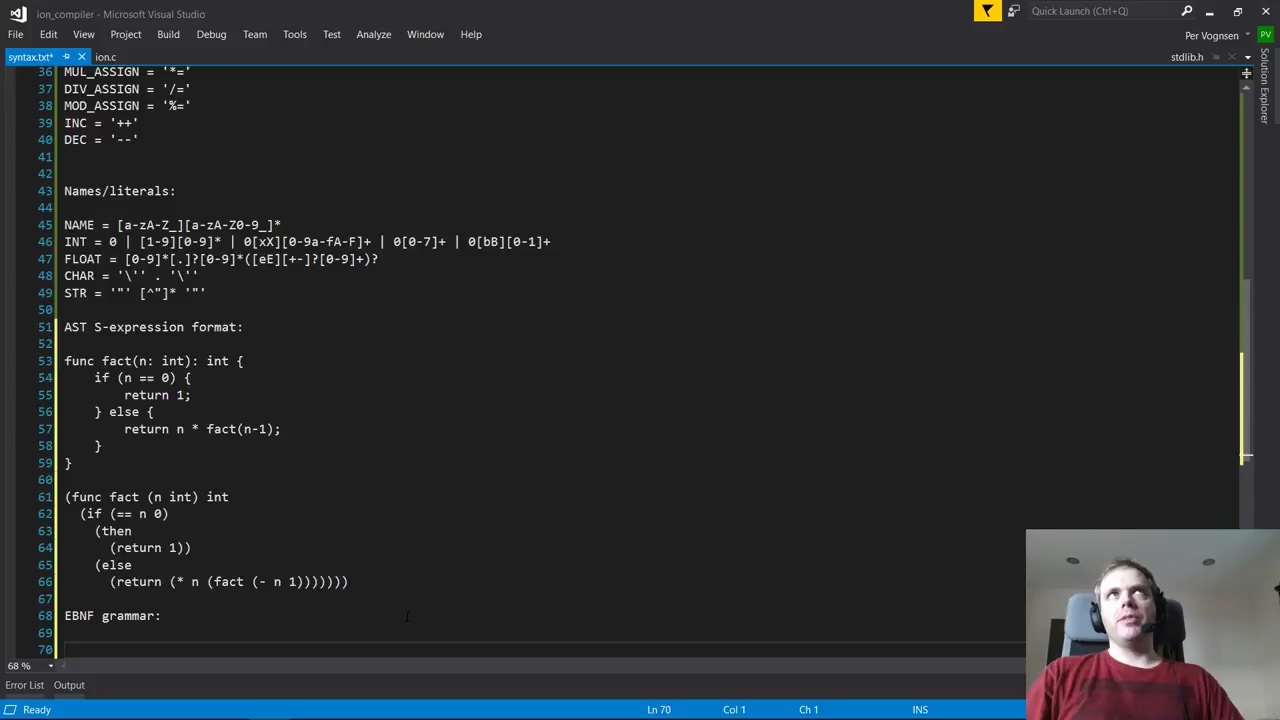 ion_compiler - Microsoft Visual Studio
Quick Launch (Ctrl+Q)
File Edit View Project Build Debug Team Tools Test Analyze Window Help
Per Vognsen PV
syntax.txt* ion.c stdlib.h
Solution Explorer
36 MUL_ASSIGN = '*='
37 DIV_ASSIGN = '/='
38 MOD_ASSIGN = '%='
39 INC = '++'
40 DEC = '--'
41
42
43 Names/literals:
44
45 NAME = [a-zA-Z_][a-zA-Z0-9_]*
46 INT = 0 | [1-9][0-9]* | 0[xX][0-9a-fA-F]+ | 0[0-7]+ | 0[bB][0-1]+
47 FLOAT = [0-9]*[.]?[0-9]*([eE][+-]?[0-9]+)?
48 CHAR = '\'' . '\''
49 STR = '"' [^"]* '"'
50
51 AST S-expression format:
52
53 func fact(n: int): int {
54     if (n == 0) {
55         return 1;
56     } else {
57         return n * fact(n-1);
58     }
59 }
60
61 (func fact (n int) int
62   (if (== n 0)
63     (then
64       (return 1))
65     (else
66       (return (* n (fact (- n 1)))))))
67
68 EBNF grammar:
69
70
68 %
Error List Output
Ready Ln 70 Col 1 Ch 1 INS